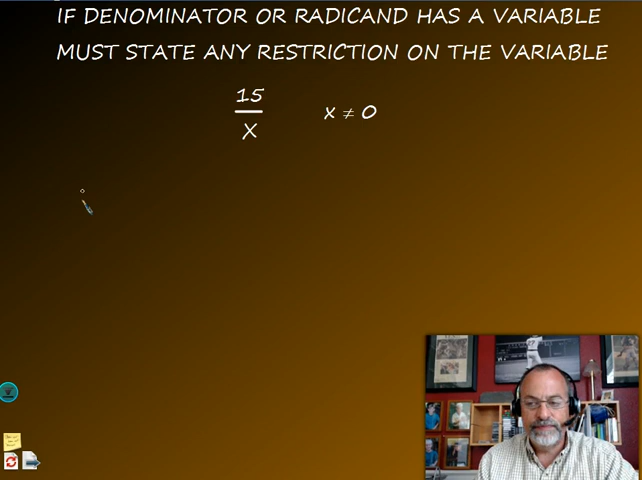 IF DENOMINATOR OR RADICAND HAS A VARIABLE
MUST STATE ANY RESTRICTION ON THE VARIABLE
15
X
x ≠ 0